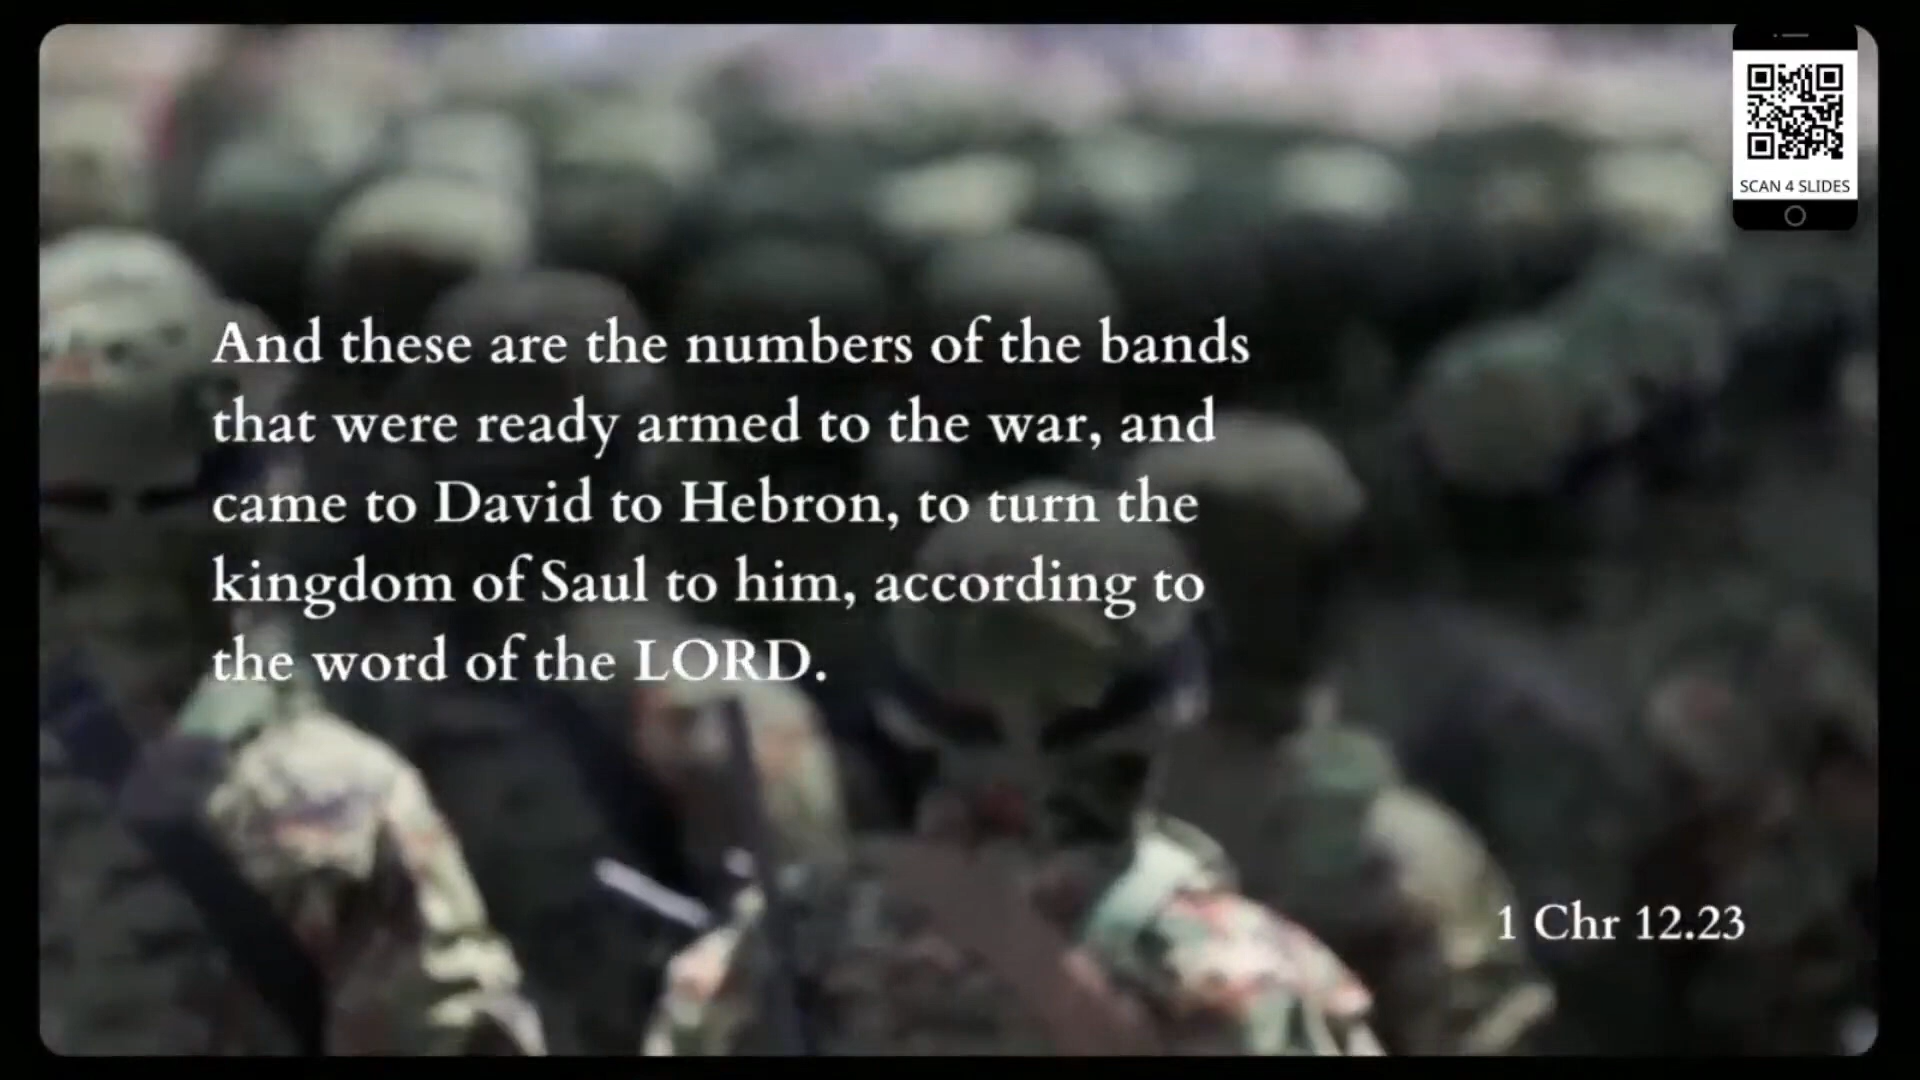 SCAN 4 SLIDES
And these are the numbers of the bands
that were ready armed to the war, and
came to David to Hebron, to turn the
kingdom of Saul to him, according to
the word of the LORD.
1 Chr 12.23